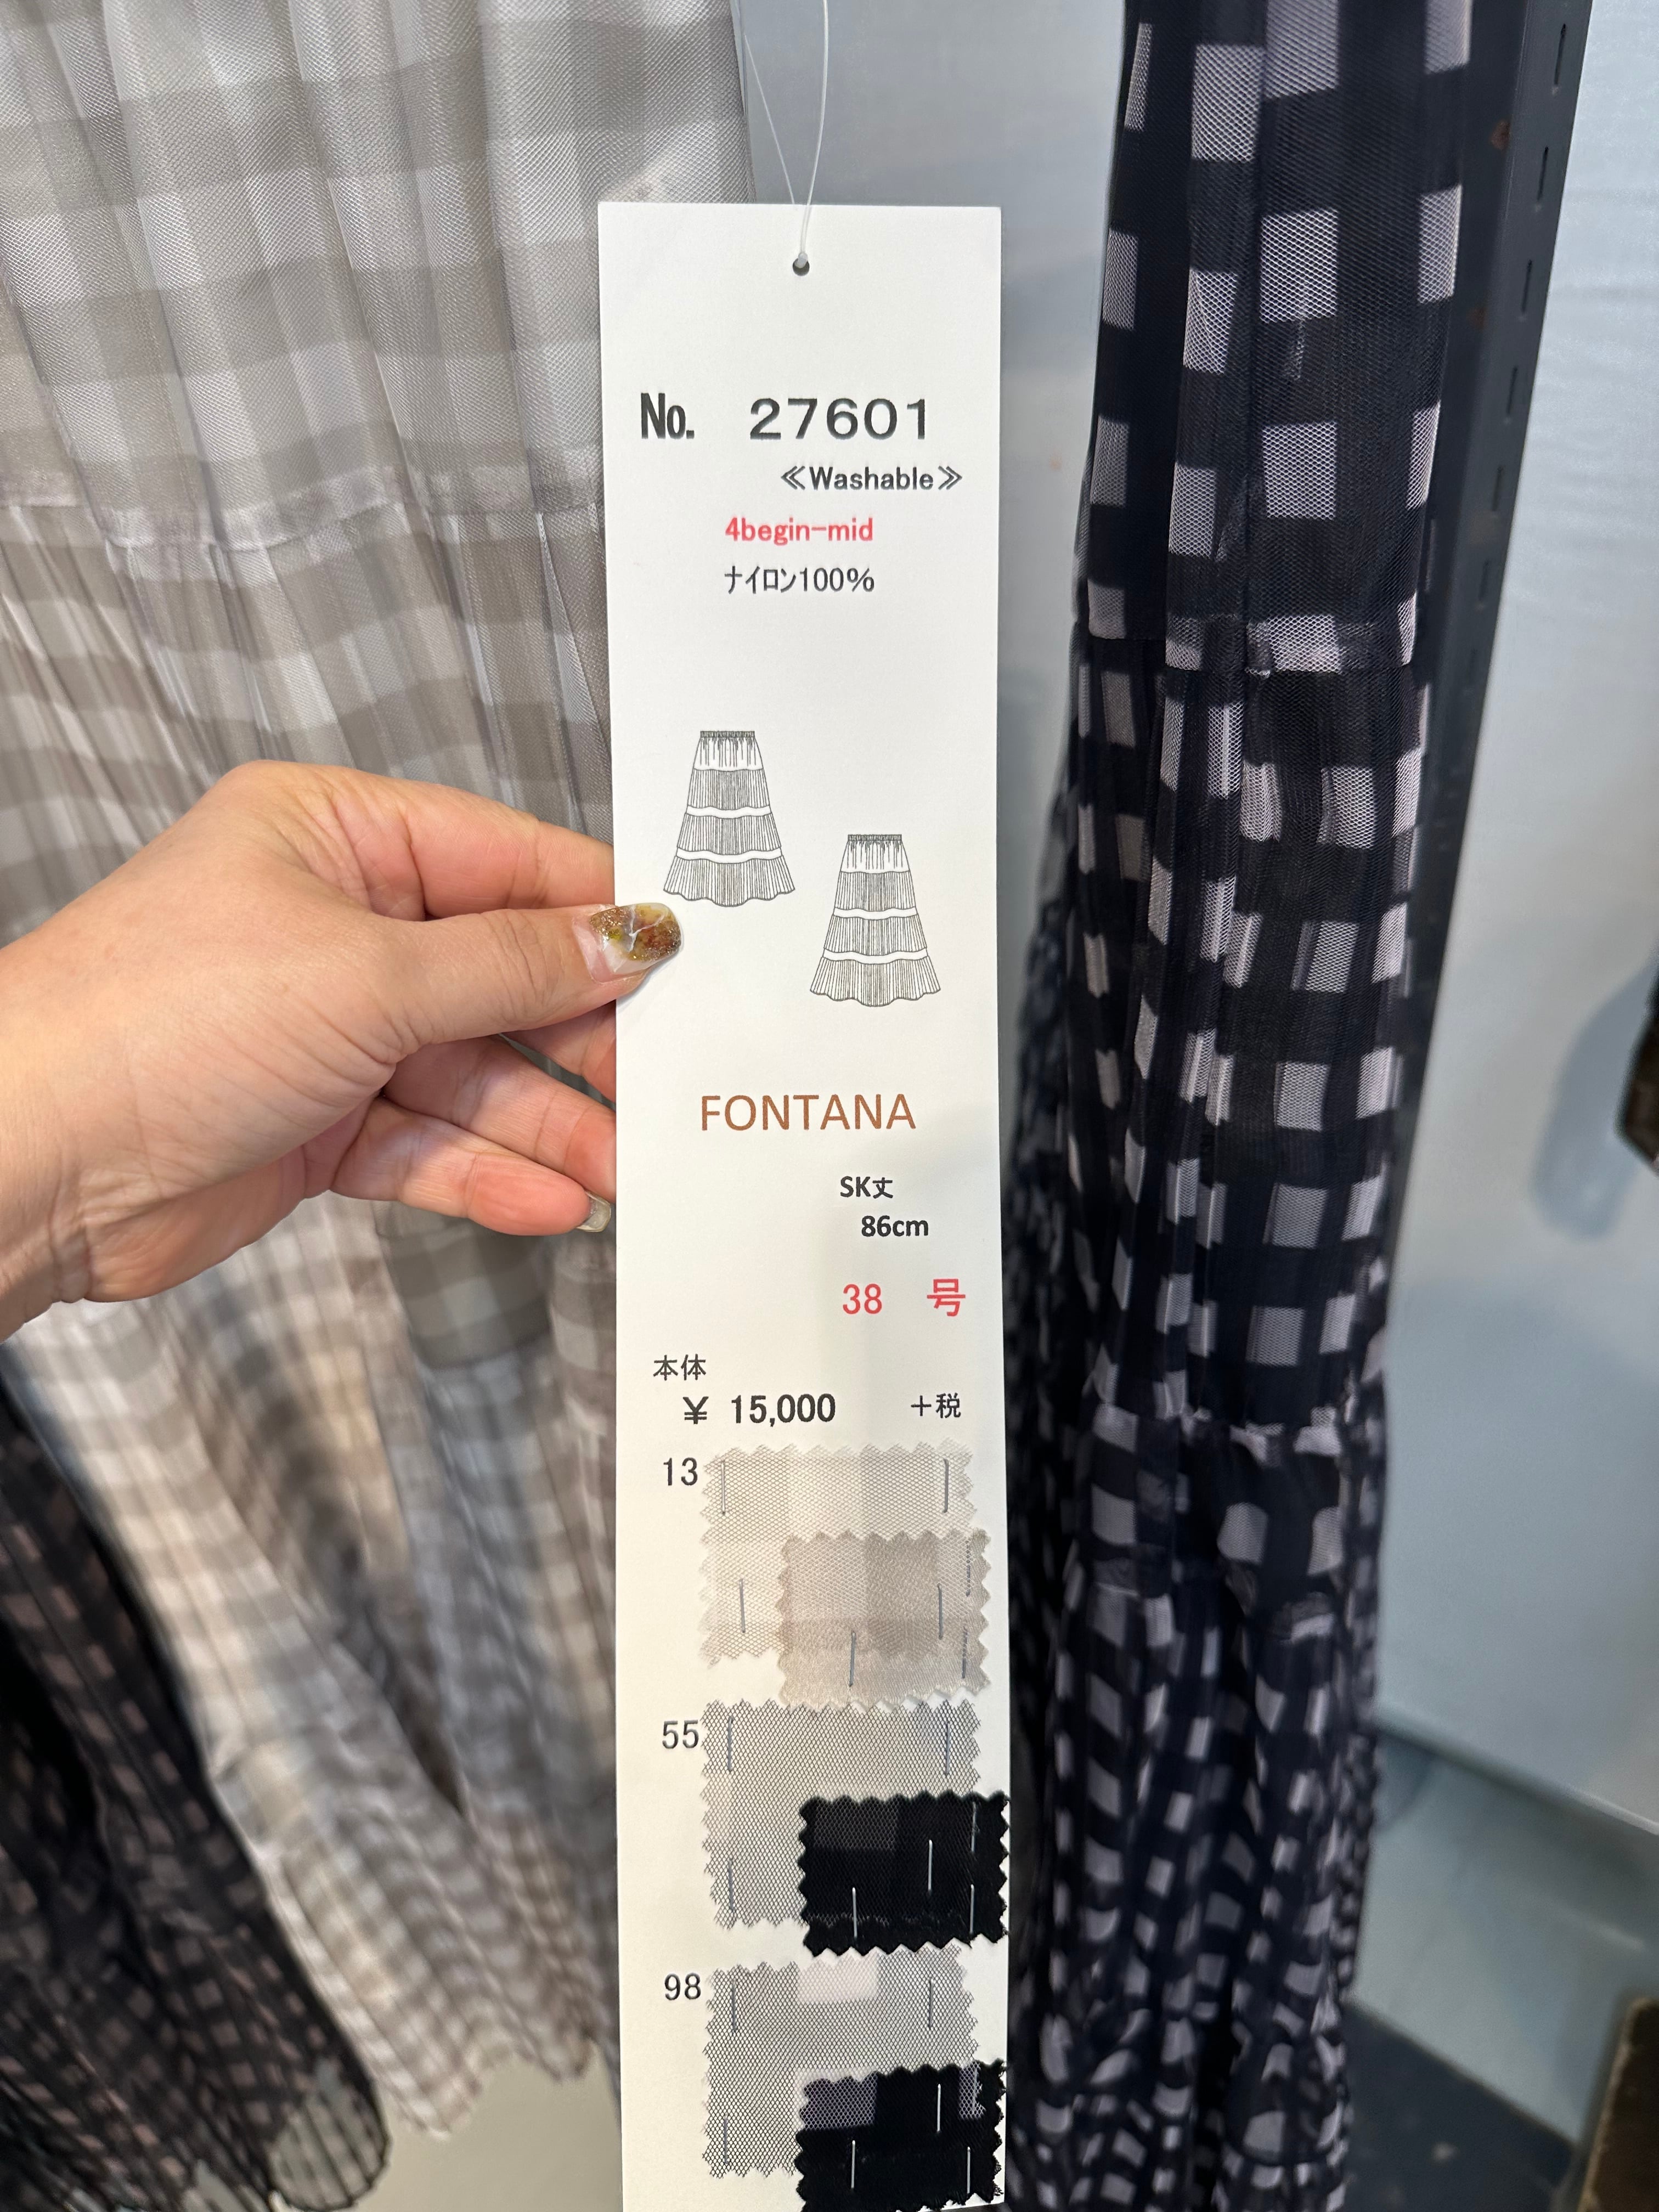 No. 27601
≪Washable≫
4begin-mid
ナイロン100%
FONTANA
SK丈
86cm
38 号
本体
¥ 15,000 +税
13
55
98